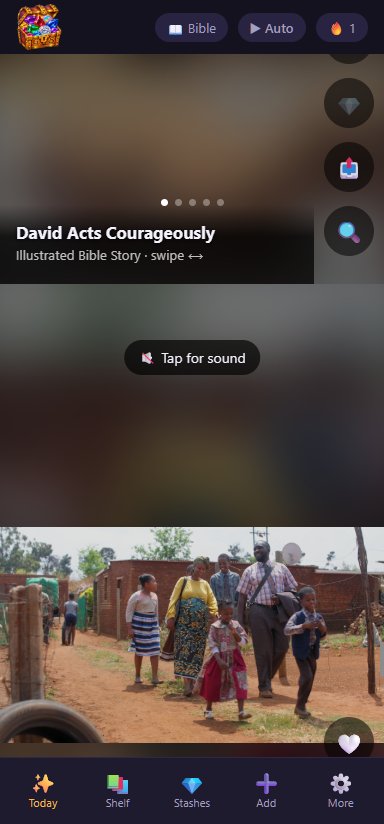 Bible
Auto
1
David Acts Courageously
Illustrated Bible Story · swipe ↔
Tap for sound
Today
Shelf
Stashes
Add
More